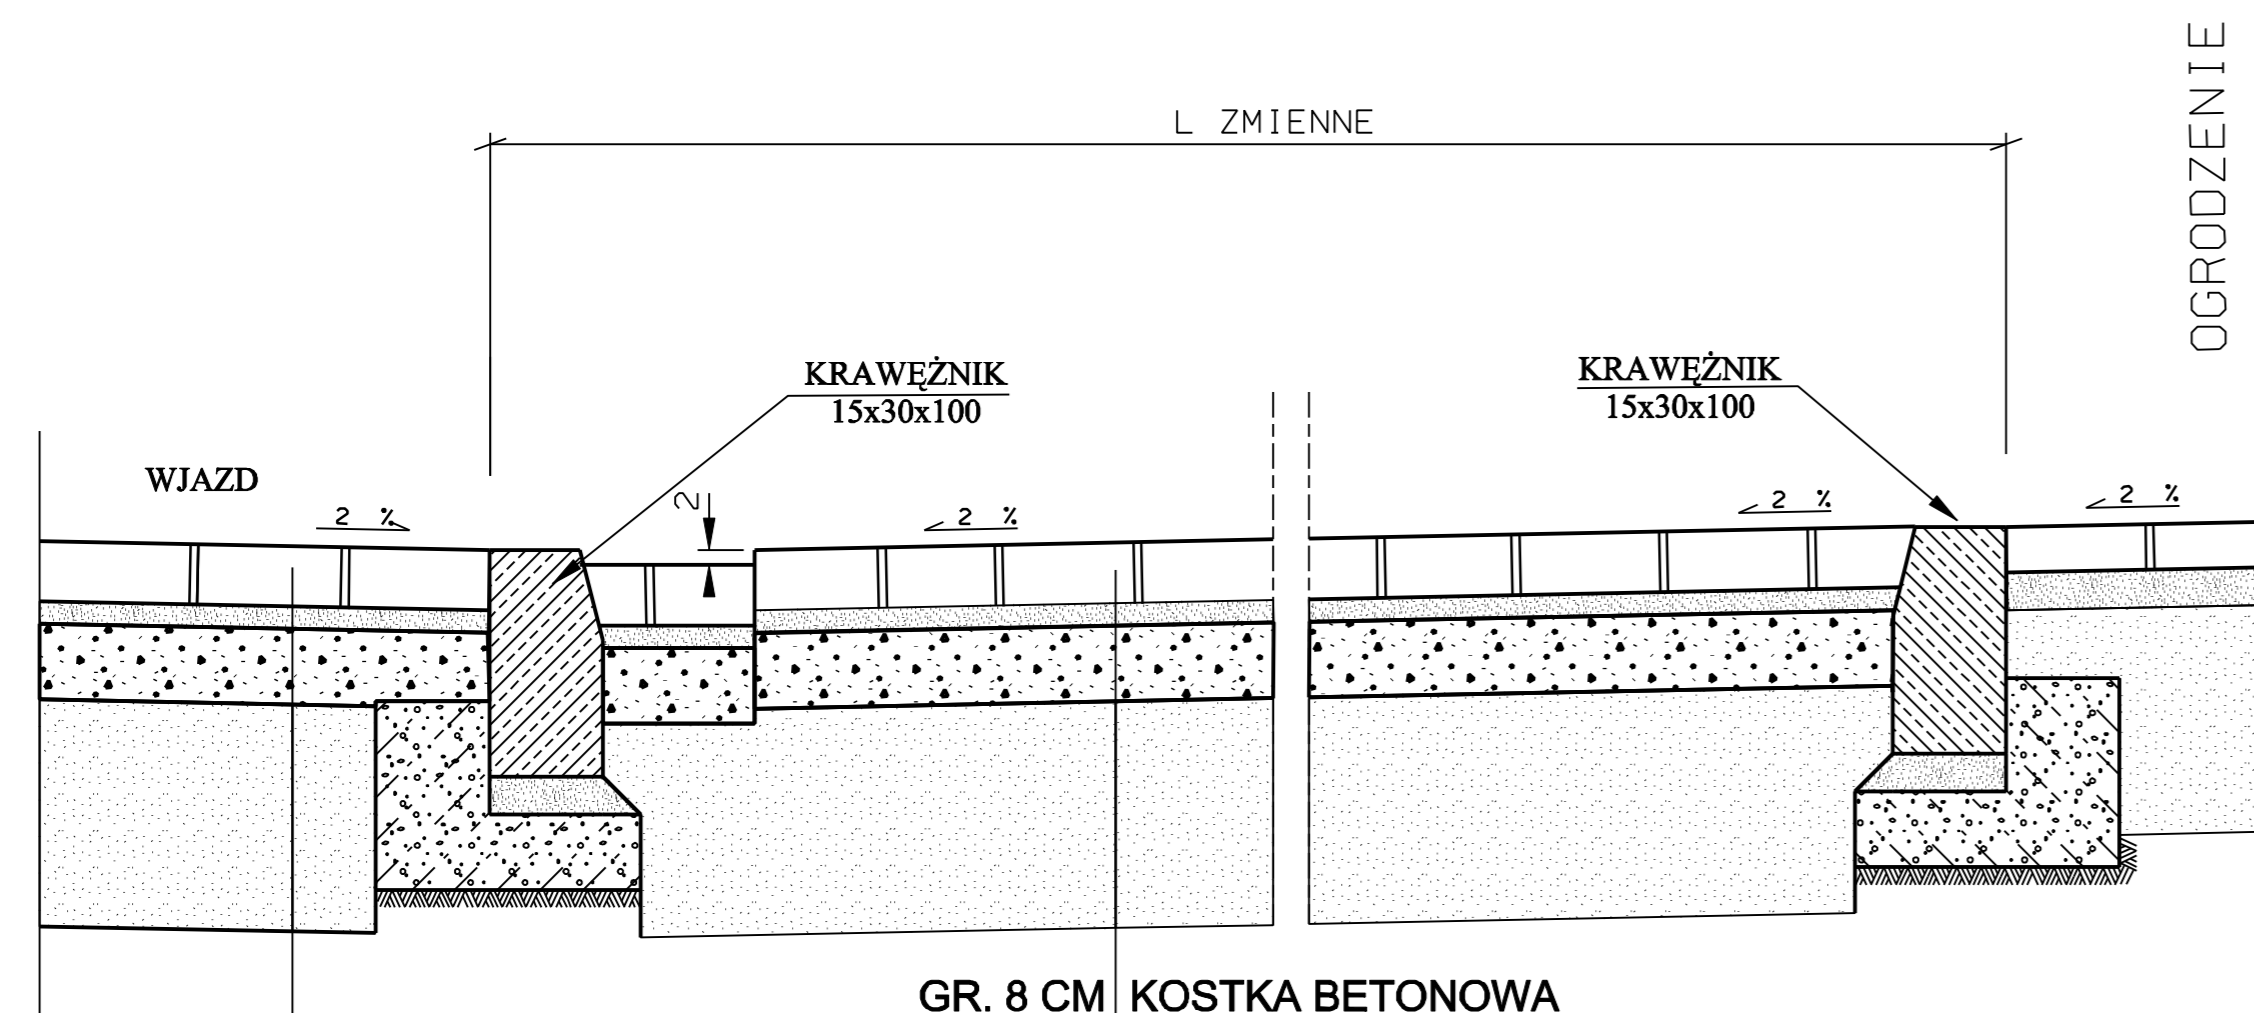 L ZMIENNE
OGRODZENIE
KRAWĘŻNIK
15x30x100
KRAWĘŻNIK
15x30x100
WJAZD
2 %
2
2 %
2 %
2 %
GR. 8 CM KOSTKA BETONOWA